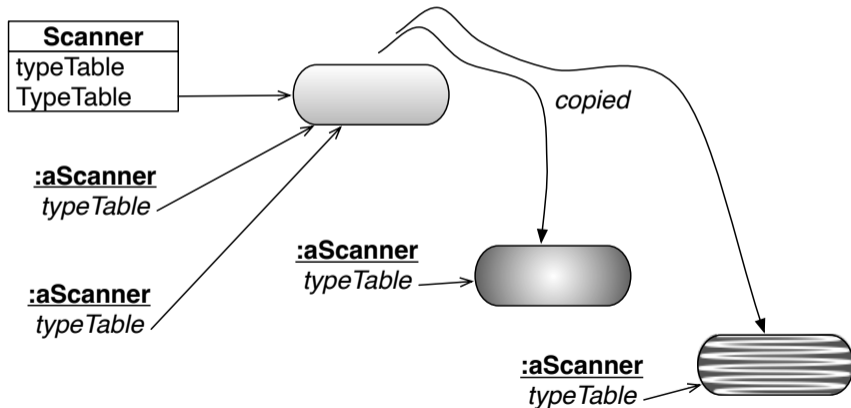 Scanner
typeTable
TypeTable
copied
:aScanner
typeTable
:aScanner
typeTable
:aScanner
typeTable
:aScanner
typeTable